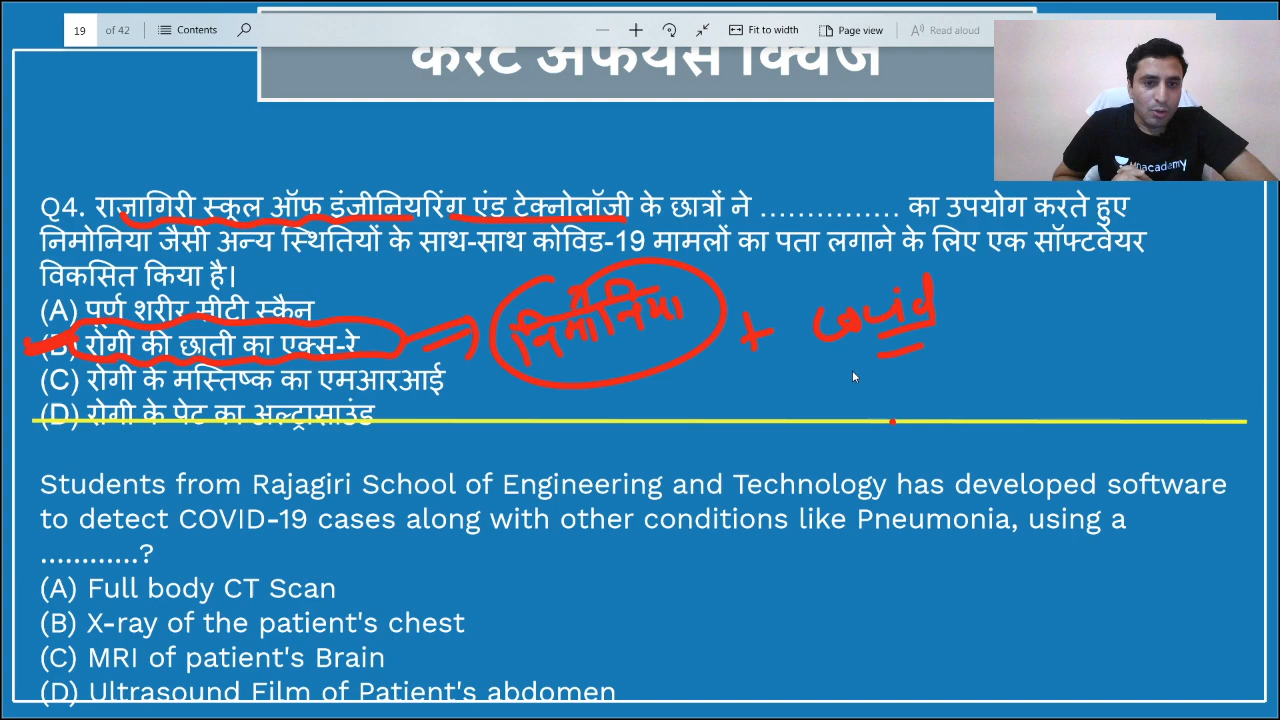 19 of 42 Contents Fit to width Page view Read aloud
करंट अफेयर्स क्विज
unacademy
Q4. राजागिरी स्कूल ऑफ इंजीनियरिंग एंड टेक्नोलॉजी के छात्रों ने ............... का उपयोग करते हुए
निमोनिया जैसी अन्य स्थितियों के साथ-साथ कोविड-19 मामलों का पता लगाने के लिए एक सॉफ्टवेयर
विकसित किया है।
(A) पूर्ण शरीर सीटी स्कैन
(B) रोगी की छाती का एक्स-रे
निमोनिया + covid
(C) रोगी के मस्तिष्क का एमआरआई
(D) रोगी के पेट का अल्ट्रासाउंड
Students from Rajagiri School of Engineering and Technology has developed software
to detect COVID-19 cases along with other conditions like Pneumonia, using a
............?
(A) Full body CT Scan
(B) X-ray of the patient's chest
(C) MRI of patient's Brain
(D) Ultrasound Film of Patient's abdomen